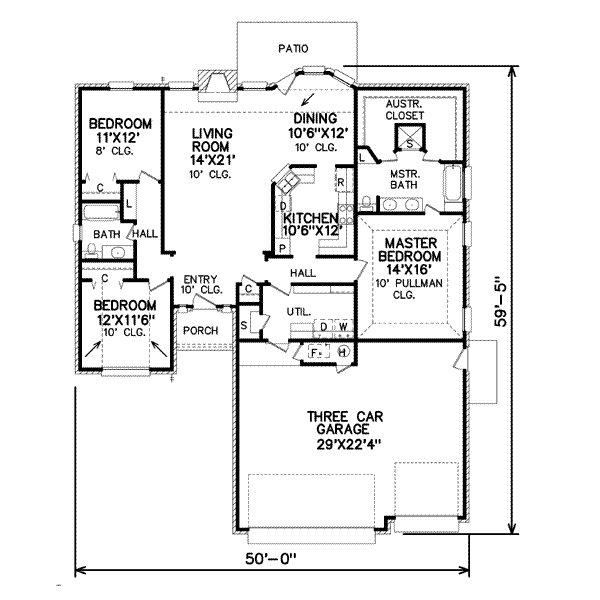 PATIO
BEDROOM
11'X12'
8' CLG.
LIVING
ROOM
14'X21'
10' CLG.
DINING
10'6"X12'
10' CLG.
AUSTR.
CLOSET
S
L
MSTR.
BATH
C
L
R
D
KITCHEN
10'6"X12'
P
BATH
HALL
MASTER
BEDROOM
14'X16'
10' PULLMAN
CLG.
HALL
C
BEDROOM
12'X11'6"
10' CLG.
ENTRY
10' CLG.
C
UTIL.
S
D W
PORCH
F
H
THREE CAR
GARAGE
29'X22'4"
59'-5"
50'-0"